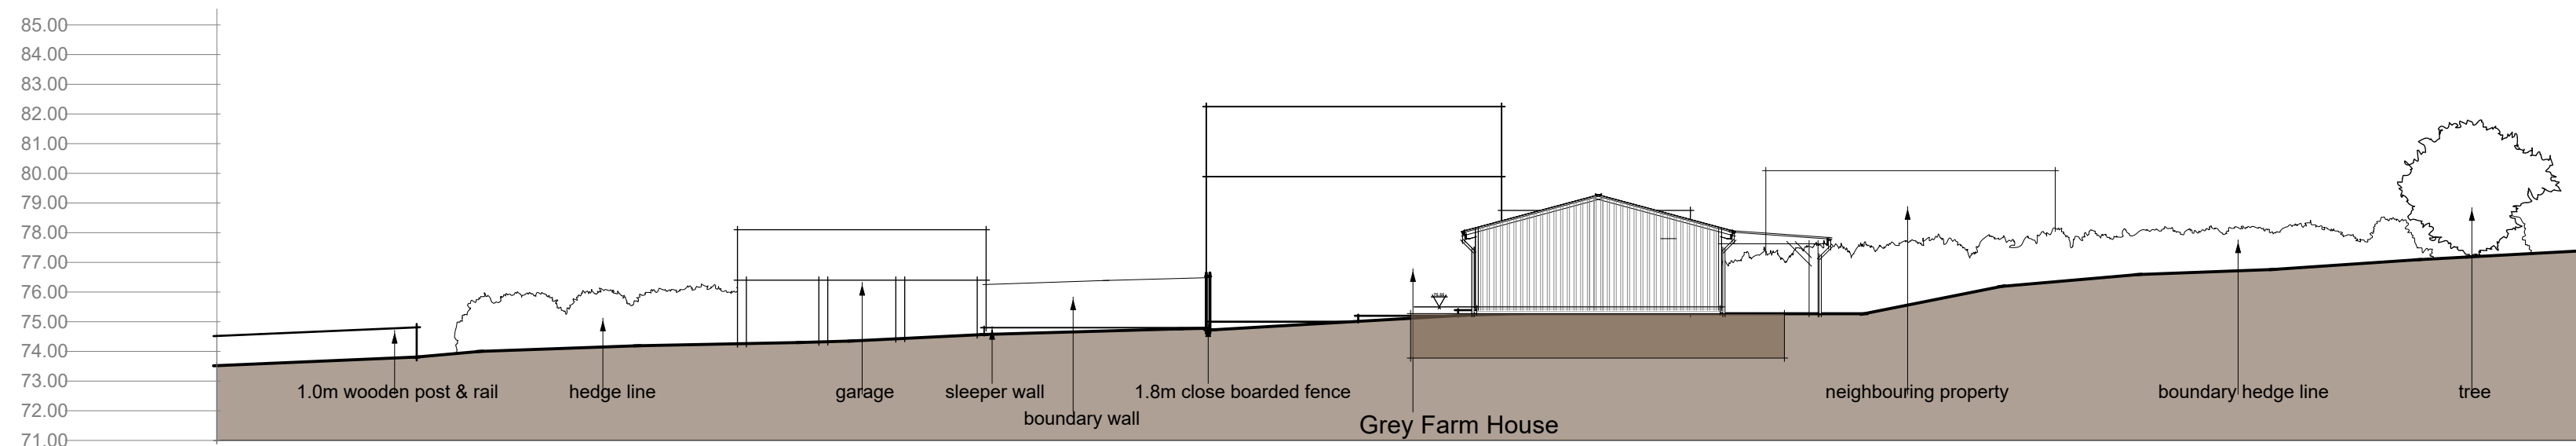 85.00
84.00
83.00
82.00
81.00
80.00
79.00
78.00
77.00
76.00
75.00
74.00
73.00
72.00
71.00
1.0m wooden post & rail
hedge line
garage
sleeper wall
boundary wall
1.8m close boarded fence
Grey Farm House
neighbouring property
boundary hedge line
tree